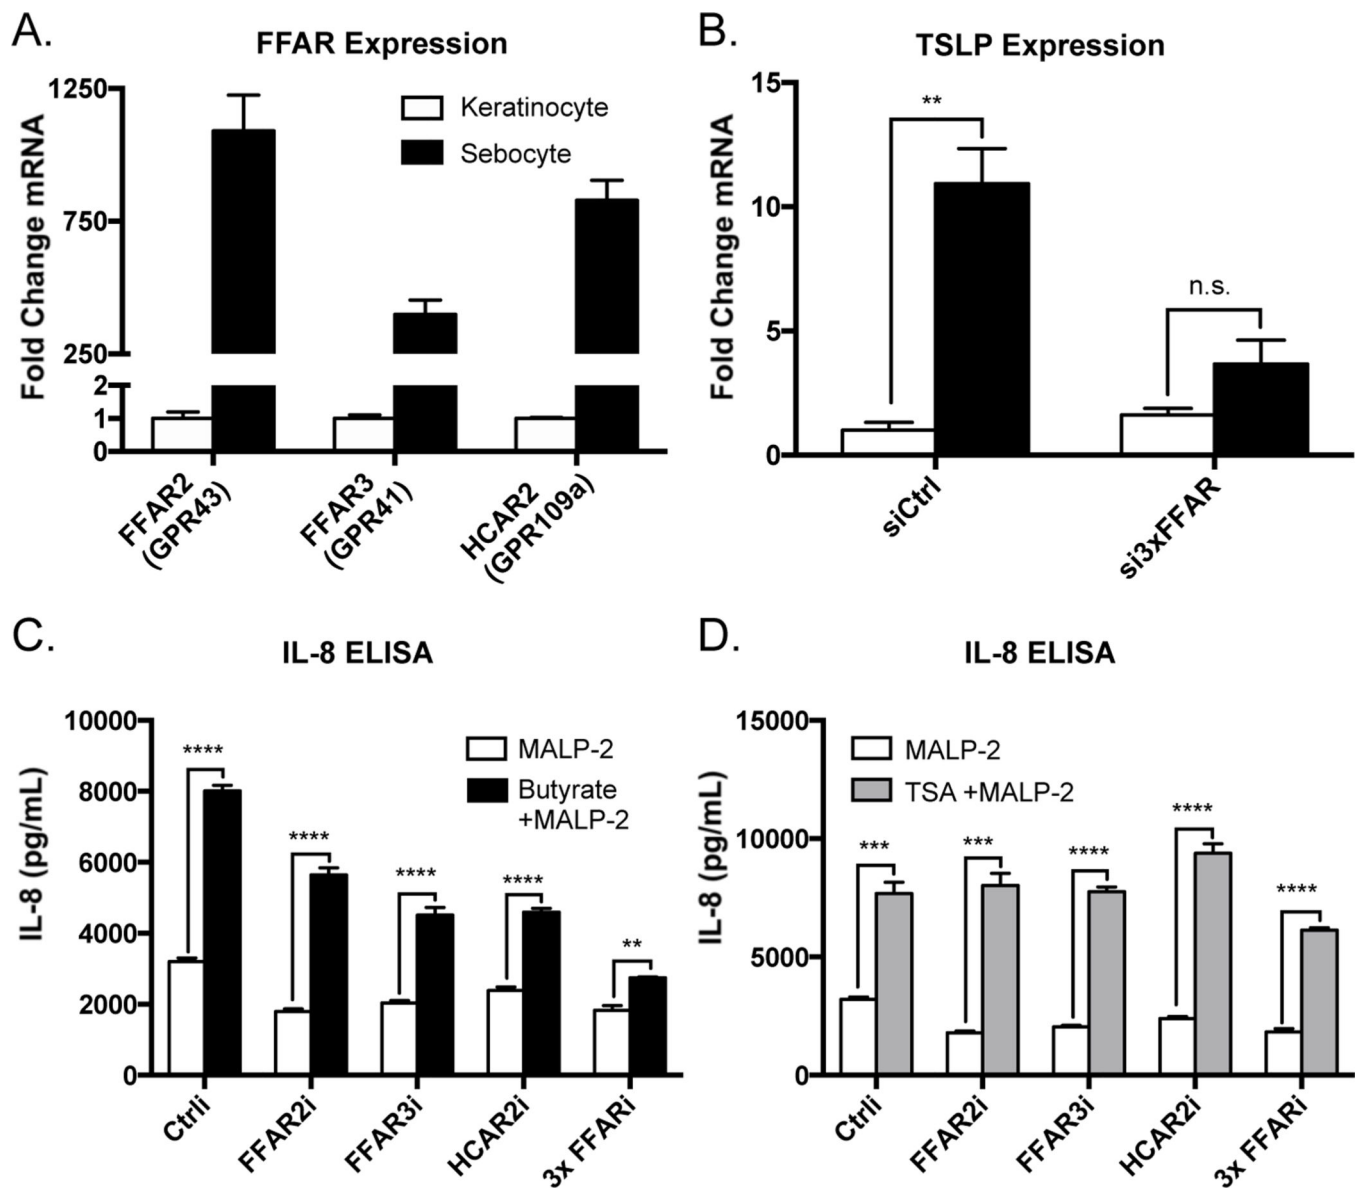 A.
FFAR Expression
Fold Change mRNA
1250
750
250
2
1
0
Keratinocyte
Sebocyte
FFAR2
(GPR43)
FFAR3
(GPR41)
HCAR2
(GPR109a)
B.
TSLP Expression
Fold Change mRNA
15
10
5
0
**
n.s.
siCtrl
si3xFFAR
C.
IL-8 ELISA
IL-8 (pg/mL)
10000
8000
6000
4000
2000
0
MALP-2
Butyrate
+MALP-2
****
****
****
****
**
Ctrli
FFAR2i
FFAR3i
HCAR2i
3x FFARi
D.
IL-8 ELISA
IL-8 (pg/mL)
15000
10000
5000
0
MALP-2
TSA +MALP-2
***
***
****
****
****
Ctrli
FFAR2i
FFAR3i
HCAR2i
3x FFARi